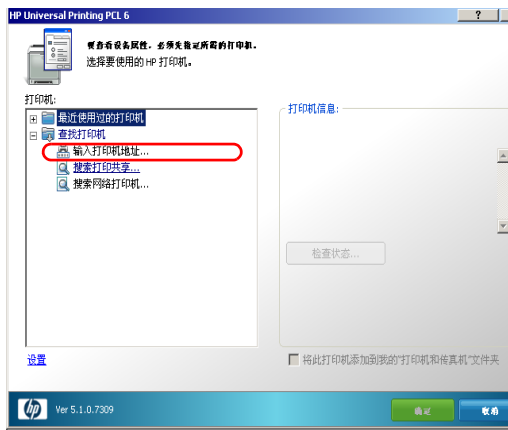 HP Universal Printing PCL 6
?
要查看设备属性，必须先指定所需的打印机。
选择要使用的 HP 打印机。
打印机:
最近使用过的打印机
查找打印机
输入打印机地址...
搜索打印共享...
搜索网络打印机...
打印机信息:
检查状态...
设置
将此打印机添加到我的"打印机和传真机"文件夹
hp
Ver 5.1.0.7309
确定
取消